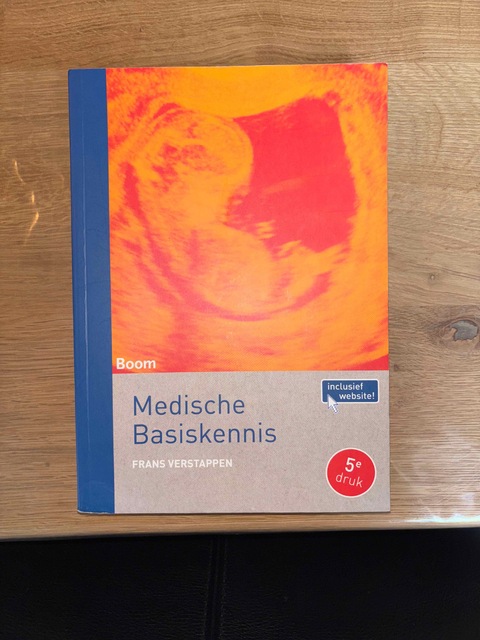 Boom
inclusief
website!
Medische
Basiskennis
FRANS VERSTAPPEN
5e
druk